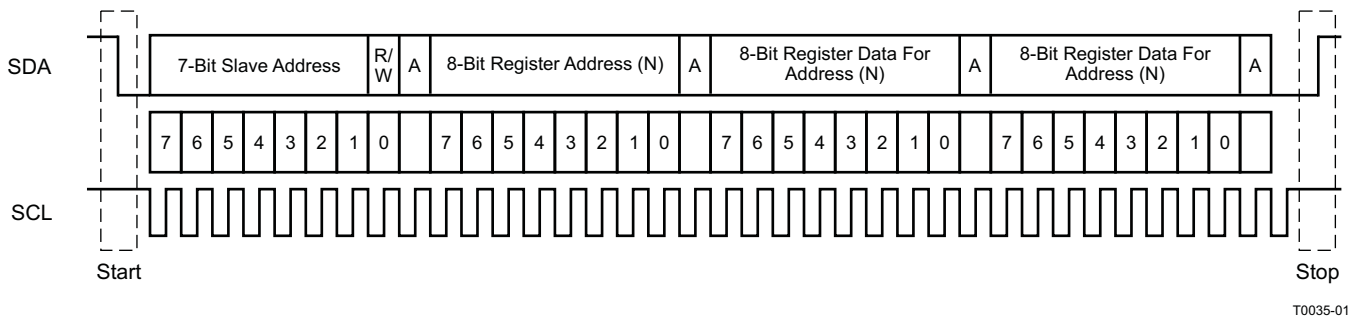 SDA
7-Bit Slave Address
R/
W
A
8-Bit Register Address (N)
A
8-Bit Register Data For
Address (N)
A
8-Bit Register Data For
Address (N)
A
7 6 5 4 3 2 1 0 7 6 5 4 3 2 1 0 7 6 5 4 3 2 1 0 7 6 5 4 3 2 1 0
SCL
Start
Stop
T0035-01